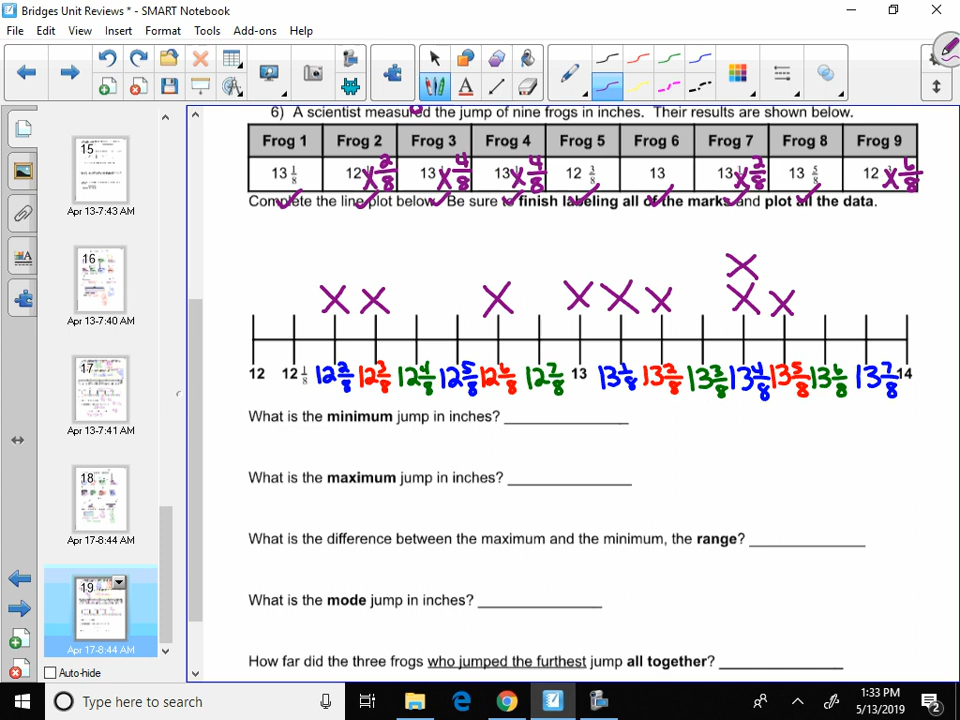 Bridges Unit Reviews * - SMART Notebook
File Edit View Insert Format Tools Add-ons Help
15
Apr 13-7:43 AM
16
Apr 13-7:40 AM
17
Apr 13-7:41 AM
18
Apr 17-8:44 AM
19
Apr 17-8:44 AM
Auto-hide
6) A scientist measured the jump of nine frogs in inches. Their results are shown below.
Frog 1 Frog 2 Frog 3 Frog 4 Frog 5 Frog 6 Frog 7 Frog 8 Frog 9
13 1/8 12 X 2/8 13 X 4/8 13 X 4/8 12 3/8 13 13 X 2/8 13 5/8 12 X 6/8
Complete the line plot below. Be sure to finish labeling all of the marks and plot all the data.
X
X X X X X X X X
12 12 1/8 12 2/8 12 3/8 12 4/8 12 5/8 12 6/8 12 7/8 13 13 1/8 13 2/8 13 3/8 13 4/8 13 5/8 13 6/8 13 7/8 14
What is the minimum jump in inches?
What is the maximum jump in inches?
What is the difference between the maximum and the minimum, the range?
What is the mode jump in inches?
How far did the three frogs who jumped the furthest jump all together?
Type here to search
1:33 PM
5/13/2019
2